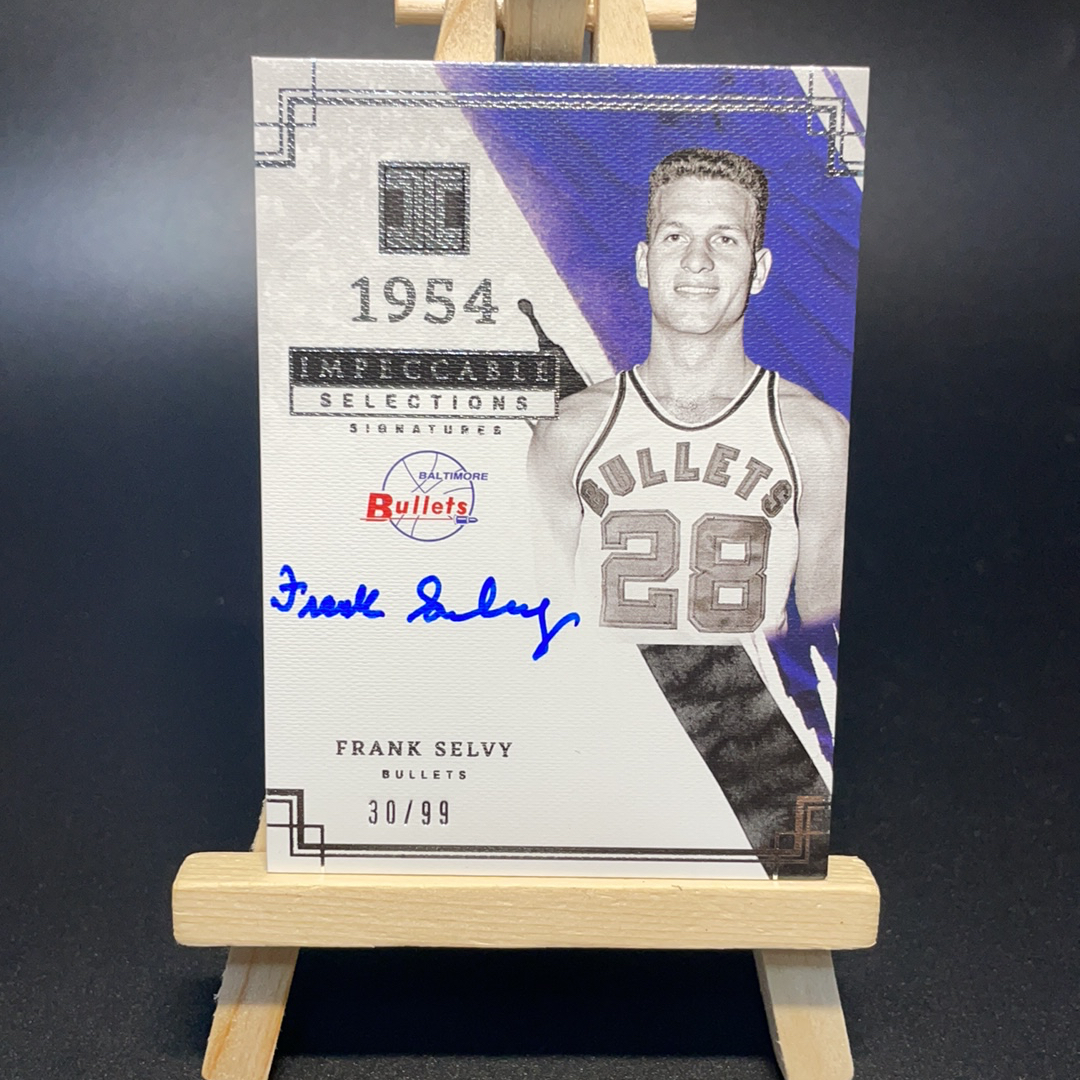 1954
IMPECCABLE
SELECTIONS
SIGNATURES
BALTIMORE
Bullets
BULLETS
28
Frank Selvy
FRANK SELVY
BULLETS
30/99